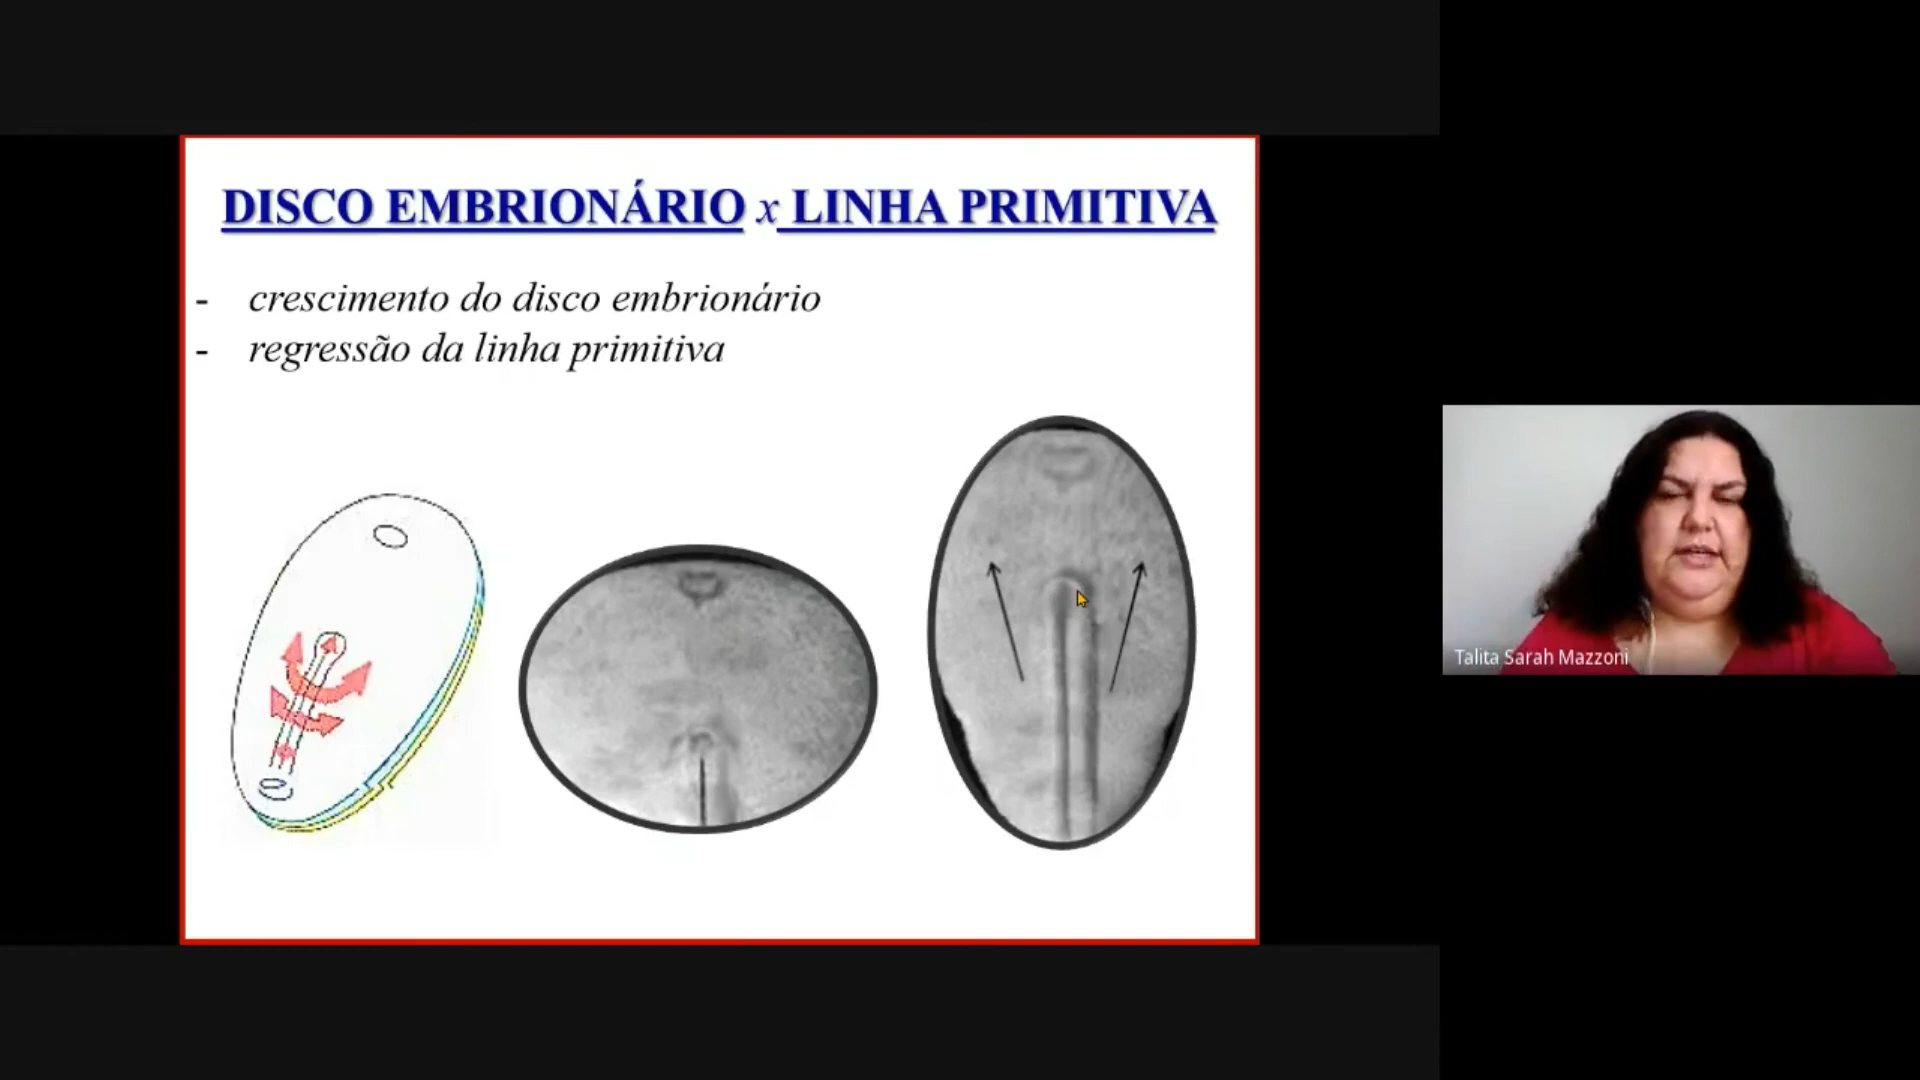 DISCO EMBRIONÁRIO x LINHA PRIMITIVA
- crescimento do disco embrionário
- regressão da linha primitiva
Talita Sarah Mazzoni